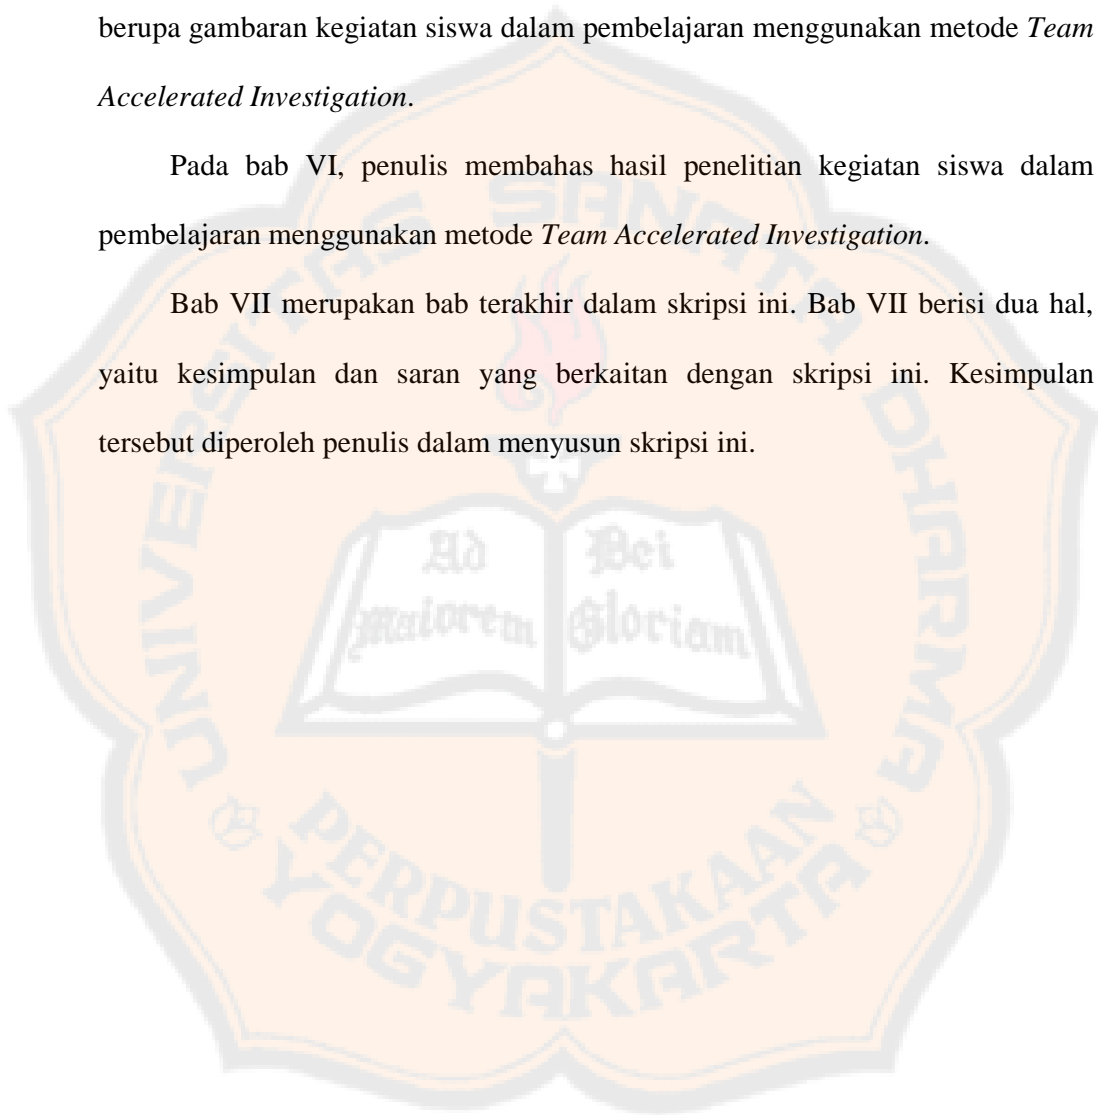 berupa gambaran kegiatan siswa dalam pembelajaran menggunakan metode Team
Accelerated Investigation.
Pada bab VI, penulis membahas hasil penelitian kegiatan siswa dalam
pembelajaran menggunakan metode Team Accelerated Investigation.
Bab VII merupakan bab terakhir dalam skripsi ini. Bab VII berisi dua hal,
yaitu kesimpulan dan saran yang berkaitan dengan skripsi ini. Kesimpulan
tersebut diperoleh penulis dalam menyusun skripsi ini.
UNIVERSITAS SANATA DHARMA
Ad
Maiorem
Dei
Gloriam
PERPUSTAKAAN
YOGYAKARTA